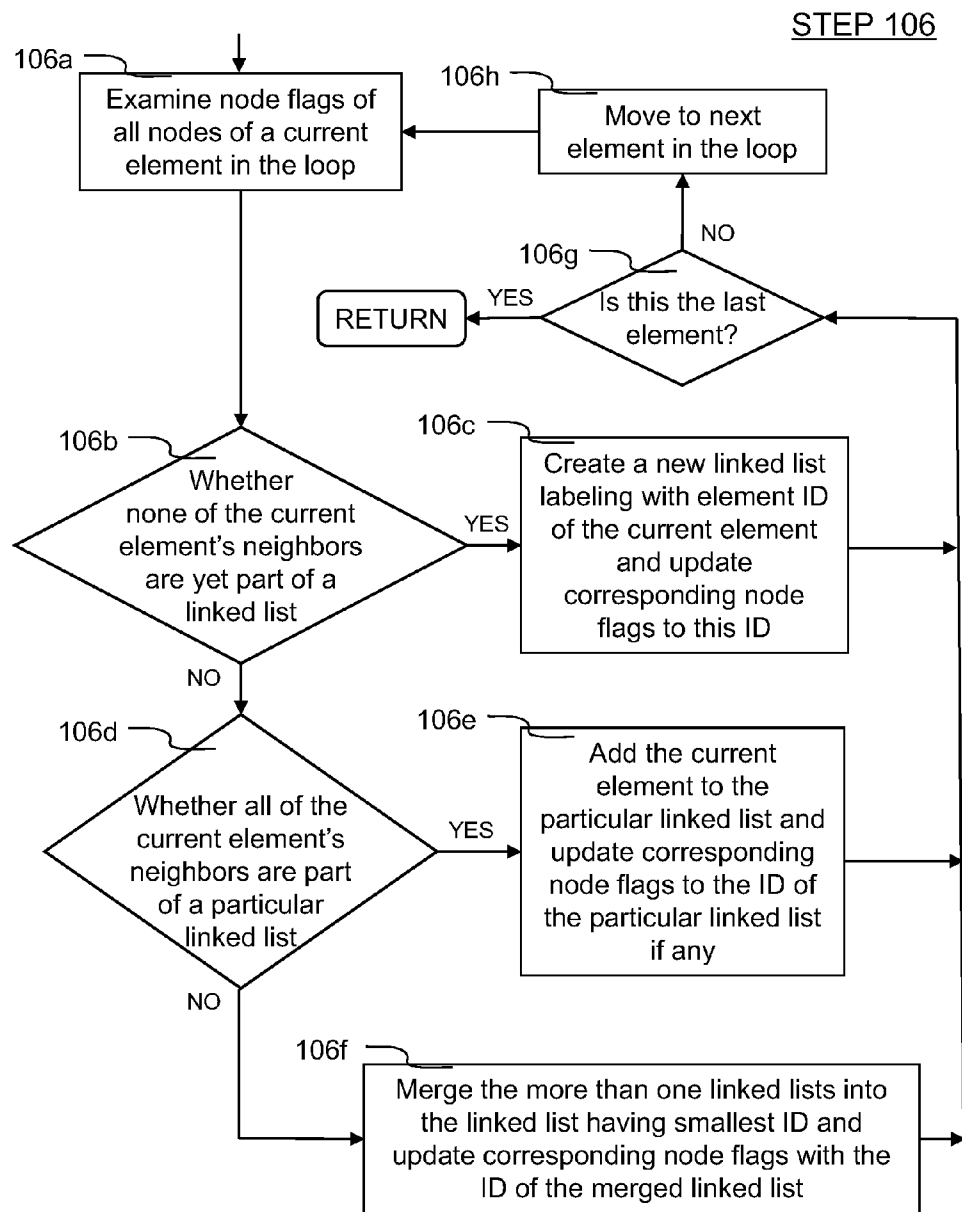 STEP 106
106a
Examine node flags of
all nodes of a current
element in the loop
106h
Move to next
element in the loop
NO
106g
Is this the last
element?
YES
RETURN
106b
Whether
none of the current
element's neighbors
are yet part of a
linked list
YES
NO
106c
Create a new linked list
labeling with element ID
of the current element
and update
corresponding node
flags to this ID
106d
Whether all of the
current element's
neighbors are part
of a particular
linked list
YES
NO
106e
Add the current
element to the
particular linked list and
update corresponding
node flags to the ID of
the particular linked list
if any
106f
Merge the more than one linked lists into
the linked list having smallest ID and
update corresponding node flags with the
ID of the merged linked list